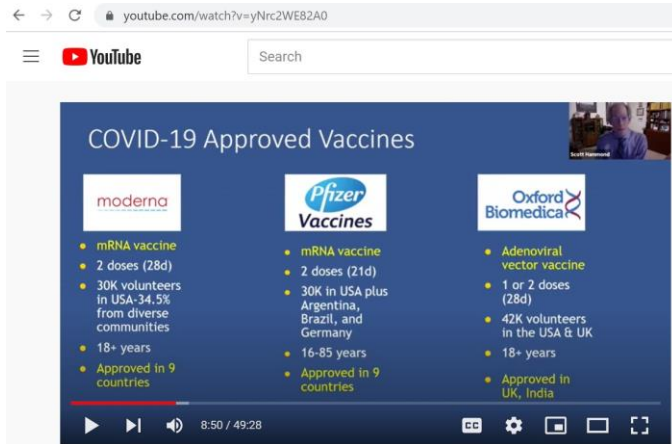 youtube.com/watch?v=yNrc2WE82A0
YouTube
Search
COVID-19 Approved Vaccines
Scott Hammond
moderna
• mRNA vaccine
• 2 doses (28d)
• 30K volunteers
in USA-34.5%
from diverse
communities
• 18+ years
• Approved in 9
countries
Pfizer
Vaccines
• mRNA vaccine
• 2 doses (21d)
• 30K in USA plus
Argentina,
Brazil, and
Germany
• 16-85 years
• Approved in 9
countries
Oxford
Biomedica
• Adenoviral
vector vaccine
• 1 or 2 doses
(28d)
• 42K volunteers
in the USA & UK
• 18+ years
• Approved in
UK, India
8:50 / 49:28
CC